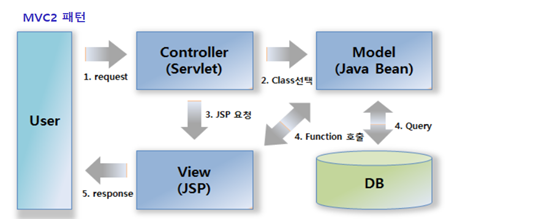 MVC2 패턴
User
1. request
Controller
(Servlet)
2. Class선택
Model
(Java Bean)
3. JSP 요청
4. Function 호출
4. Query
5. response
View
(JSP)
DB